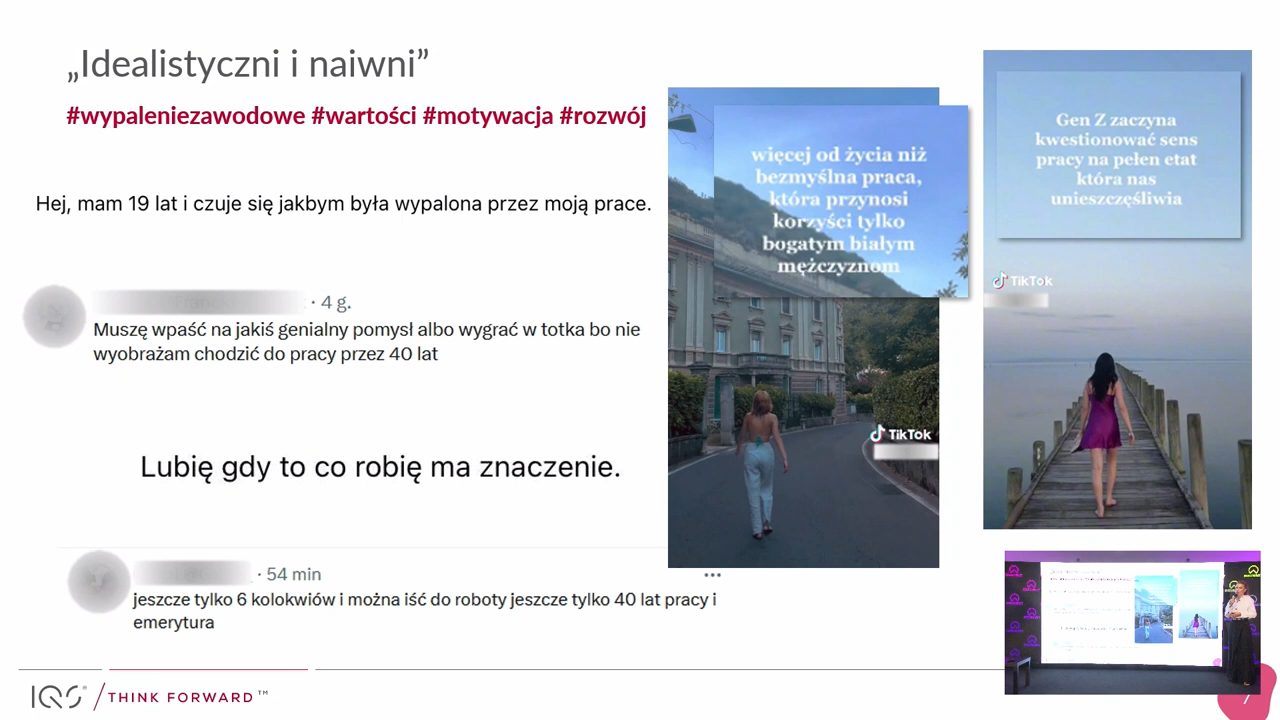 „Idealistyczni i naiwni”
#wypaleniezawodowe #wartości #motywacja #rozwój
Hej, mam 19 lat i czuje się jakbym była wypalona przez moją prace.
· 4 g.
Muszę wpaść na jakiś genialny pomysł albo wygrać w totka bo nie
wyobrażam chodzić do pracy przez 40 lat
Lubię gdy to co robię ma znaczenie.
· 54 min
jeszcze tylko 6 kolokwiów i można iść do roboty jeszcze tylko 40 lat pracy i
emerytura
więcej od życia niż
bezmyślna praca,
która przynosi
korzyści tylko
bogatym białym
mężczyznom
TikTok
Gen Z zaczyna
kwestionować sens
pracy na pełen etat
która nas
unieszczęśliwia
TikTok
IQS / THINK FORWARD™
7